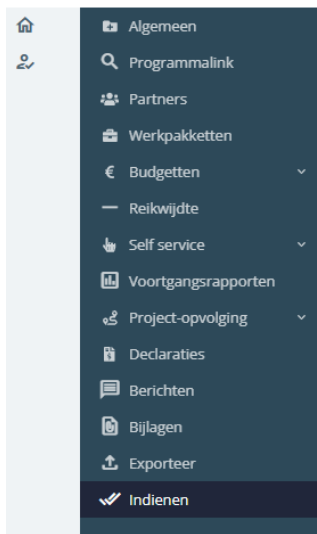 Algemeen
Programmalink
Partners
Werkpakketten
Budgetten
Reikwijdte
Self service
Voortgangsrapporten
Project-opvolging
Declaraties
Berichten
Bijlagen
Exporteer
Indienen